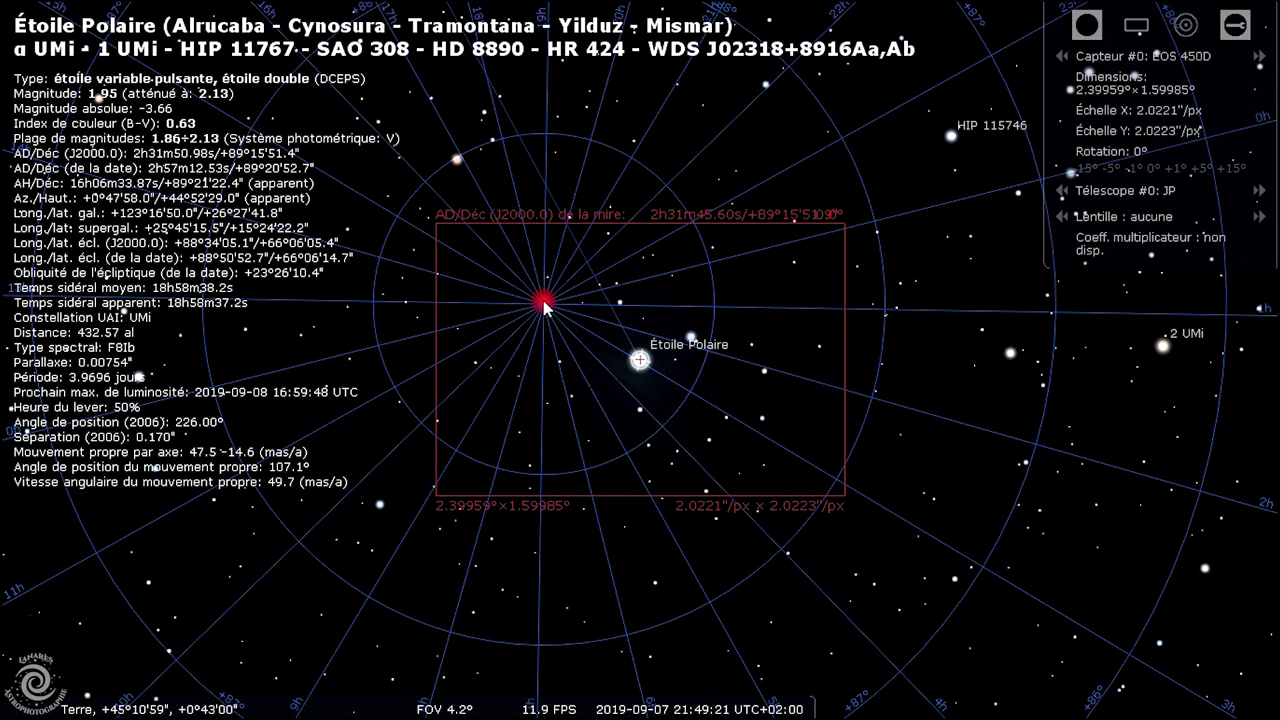 Étoile Polaire (Alrucaba - Cynosura - Tramontana - Yilduz - Mismar)
α UMi - 1 UMi - HIP 11767 - SAO 308 - HD 8890 - HR 424 - WDS J02318+8916Aa,Ab
Type: étoile variable pulsante, étoile double (DCEPS)
Magnitude: 1.95 (atténué à: 2.13)
Magnitude absolue: -3.66
Index de couleur (B-V): 0.63
Plage de magnitudes: 1.86÷2.13 (Système photométrique: V)
AD/Déc (J2000.0): 2h31m50.98s/+89°15'51.4"
AD/Déc (de la date): 2h57m12.53s/+89°20'52.7"
AH/Déc: 16h06m33.87s/+89°21'22.4" (apparent)
Az./Haut.: +0°47'58.0"/+44°52'29.0" (apparent)
Long./lat. gal.: +123°16'50.0"/+26°27'41.8"
Long./lat. supergal.: +25°45'15.5"/+15°24'22.2"
Long./lat. écl. (J2000.0): +88°34'05.1"/+66°06'05.4"
Long./lat. écl. (de la date): +88°50'52.7"/+66°06'14.7"
Obliquité de l'écliptique (de la date): +23°26'10.4"
Temps sidéral moyen: 18h58m38.2s
Temps sidéral apparent: 18h58m37.2s
Constellation UAI: UMi
Distance: 432.57 al
Type spectral: F8Ib
Parallaxe: 0.00754"
Période: 3.9696 jours
Prochain max. de luminosité: 2019-09-08 16:59:48 UTC
Heure du lever: 50%
Angle de position (2006): 226.00°
Séparation (2006): 0.170"
Mouvement propre par axe: 47.5 -14.6 (mas/a)
Angle de position du mouvement propre: 107.1°
Vitesse angulaire du mouvement propre: 49.7 (mas/a)
Capteur #0: EOS 450D
Dimensions:
2.39959°×1.59985°
Échelle X: 2.0221"/px
Échelle Y: 2.0223"/px
Rotation: 0°
-15° -5° -1° 0° +1° +5° +15°
Télescope #0: JP
Lentille : aucune
Coeff. multiplicateur : non
disp.
HIP 115746
AD/Déc (J2000.0) de la mire: 2h31m45.60s/+89°15'51
Étoile Polaire
2 UMi
2.39959°×1.59985°
2.0221"/px × 2.0223"/px
9h
22h
+87°
0h
1h
2h
3h
4h
11h
9h
+86°
+87°
LANARÈS
ASTROPHOTOGRAPHIE
Terre, +45°10'59", +0°43'00"
FOV 4.2°
11.9 FPS
2019-09-07 21:49:21 UTC+02:00